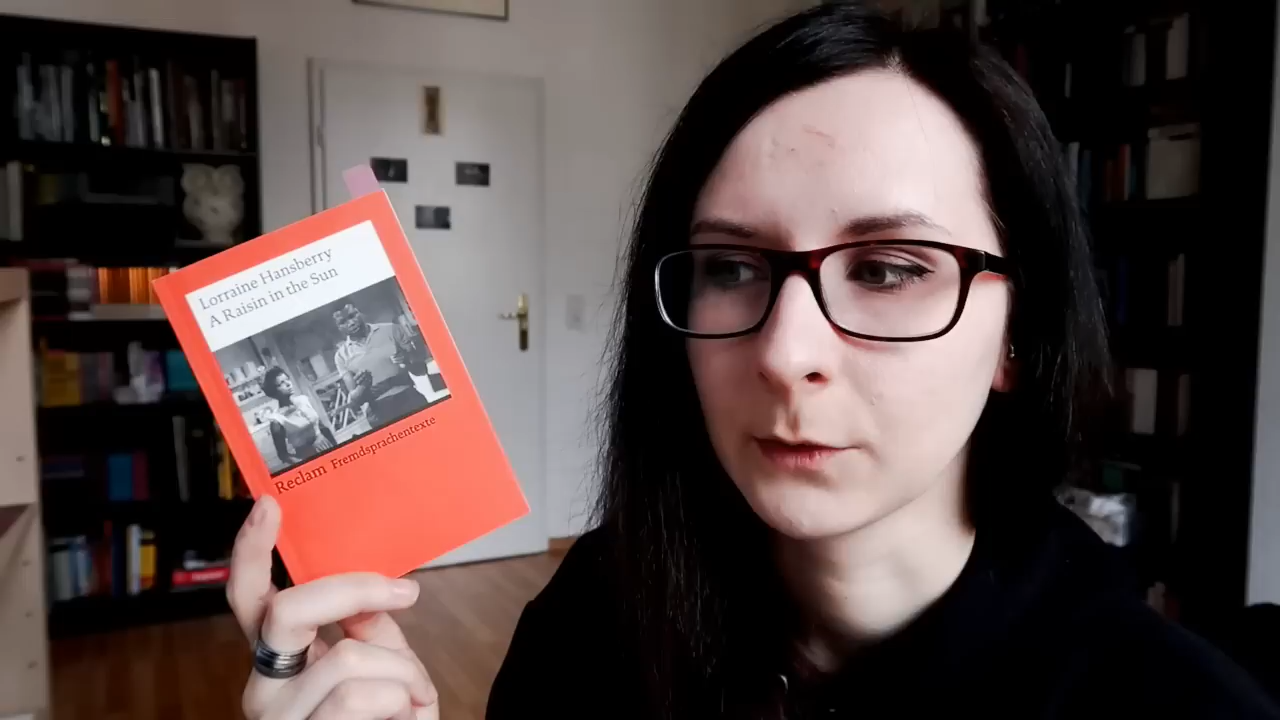 Lorraine Hansberry
A Raisin in the Sun
Reclam Fremdsprachentexte